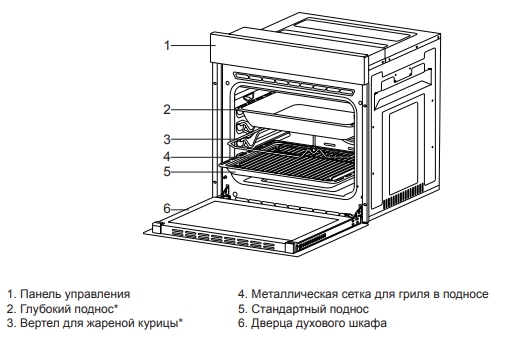 1
2
3
4
5
6
1. Панель управления
2. Глубокий поднос*
3. Вертел для жареной курицы*
4. Металлическая сетка для гриля в подносе
5. Стандартный поднос
6. Дверца духового шкафа